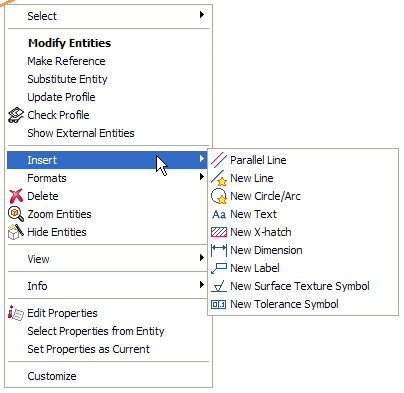 Select
Modify Entities
Make Reference
Substitute Entity
Update Profile
Check Profile
Show External Entities
Insert
Formats
Delete
Zoom Entities
Hide Entities
View
Info
Edit Properties
Select Properties from Entity
Set Properties as Current
Customize
Parallel Line
New Line
New Circle/Arc
Aa New Text
New X-hatch
New Dimension
New Label
New Surface Texture Symbol
New Tolerance Symbol